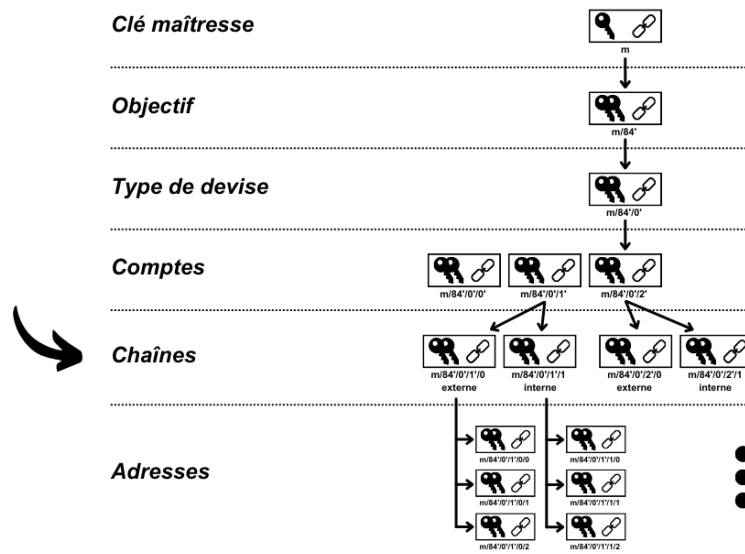 Clé maîtresse
m
Objectif
m/84'
Type de devise
m/84'/0'
Comptes
m/84'/0'/0'
m/84'/0'/1'
m/84'/0'/2'
Chaînes
m/84'/0'/1'/0
externe
m/84'/0'/1'/1
interne
m/84'/0'/2'/0
externe
m/84'/0'/2'/1
interne
Adresses
m/84'/0'/1'/0/0
m/84'/0'/1'/1/0
m/84'/0'/1'/0/1
m/84'/0'/1'/1/1
m/84'/0'/1'/0/2
m/84'/0'/1'/1/2